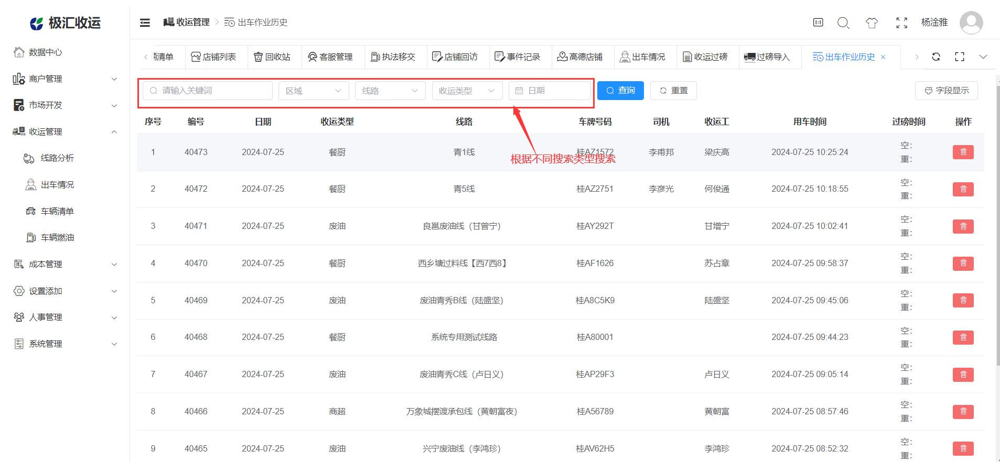 极汇收运
收运管理 > 出车作业历史
杨淦雅
数据中心
商户管理
市场开发
收运管理
线路分析
出车情况
车辆清单
车辆燃油
成本管理
设置添加
人事管理
系统管理
清单 店铺列表 回收站 客服管理 执法移交 店铺回访 事件记录 高德店铺 出车情况 收运过磅 过磅导入 出车作业历史 ×
请输入关键词 区域 线路 收运类型 日期 查询 重置 字段显示
序号 编号 日期 收运类型 线路 车牌号码 司机 收运工 用车时间 过磅时间 操作
1 40473 2024-07-25 餐厨 青1线 桂AZ1572 李甫邦 梁庆高 2024-07-25 10:25:24 空:
重:
根据不同搜索类型搜索
2 40472 2024-07-25 餐厨 青5线 桂AZ2751 李彦光 何俊通 2024-07-25 10:18:55 空:
重:
3 40471 2024-07-25 废油 良邕废油线（甘曾宁） 桂AY292T 甘增宁 2024-07-25 10:02:41 空:
重:
4 40470 2024-07-25 餐厨 西乡塘过料线【西7西8】 桂AF1626 苏占章 2024-07-25 09:58:37 空:
重:
5 40469 2024-07-25 废油 废油青秀B线（陆盛坚） 桂A8C5K9 陆盛坚 2024-07-25 09:45:06 空:
重:
6 40468 2024-07-25 餐厨 系统专用测试线路 桂A80001 2024-07-25 09:44:23 空:
重:
7 40467 2024-07-25 废油 废油青秀C线（卢日义） 桂AP29F3 卢日义 2024-07-25 09:05:14 空:
重:
8 40466 2024-07-25 商超 万象城摆渡承包线（黄朝富夜） 桂A56789 黄朝富 2024-07-25 08:57:46 空:
重:
9 40465 2024-07-25 废油 兴宁废油线（李鸿珍） 桂AV62H5 李鸿珍 2024-07-25 08:52:32 空:
重: